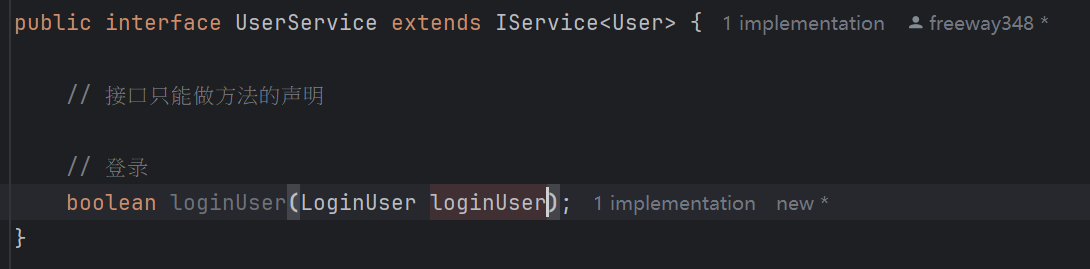 public interface UserService extends IService<User> { 1 implementation freeway348 *
// 接口只能做方法的声明
// 登录
boolean loginUser(LoginUser loginUser); 1 implementation new *
}